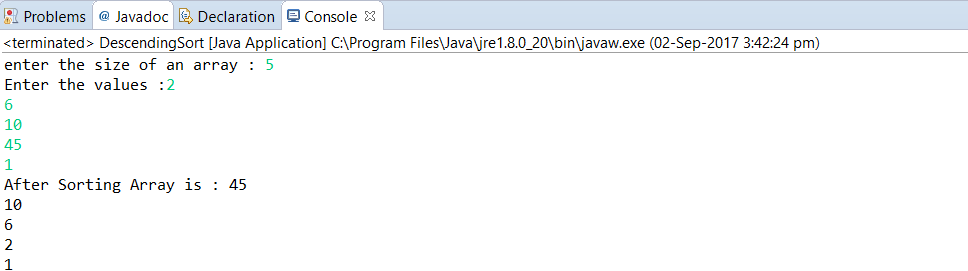 Problems @ Javadoc Declaration Console
<terminated> DescendingSort [Java Application] C:\Program Files\Java\jre1.8.0_20\bin\javaw.exe (02-Sep-2017 3:42:24 pm)
enter the size of an array : 5
Enter the values :2
6
10
45
1
After Sorting Array is : 45
10
6
2
1